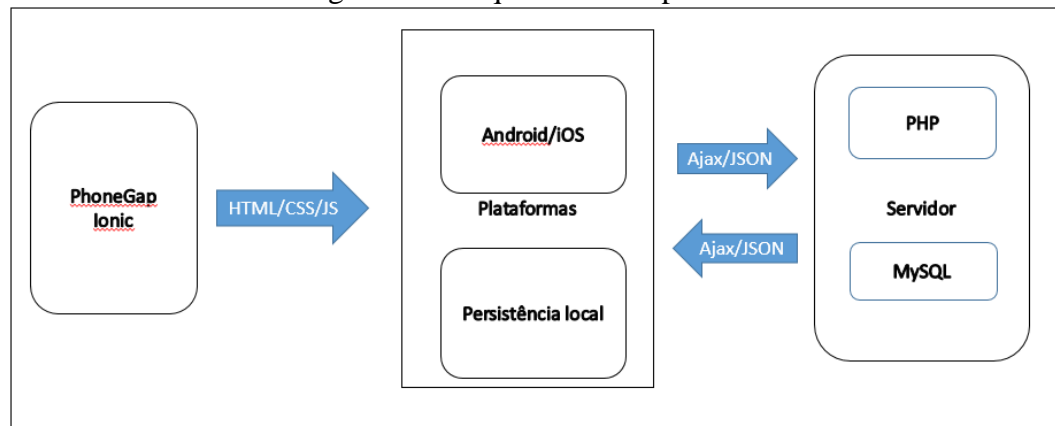 PhoneGap
Ionic
HTML/CSS/JS
Android/iOS
Plataformas
Persistência local
Ajax/JSON
Ajax/JSON
PHP
Servidor
MySQL